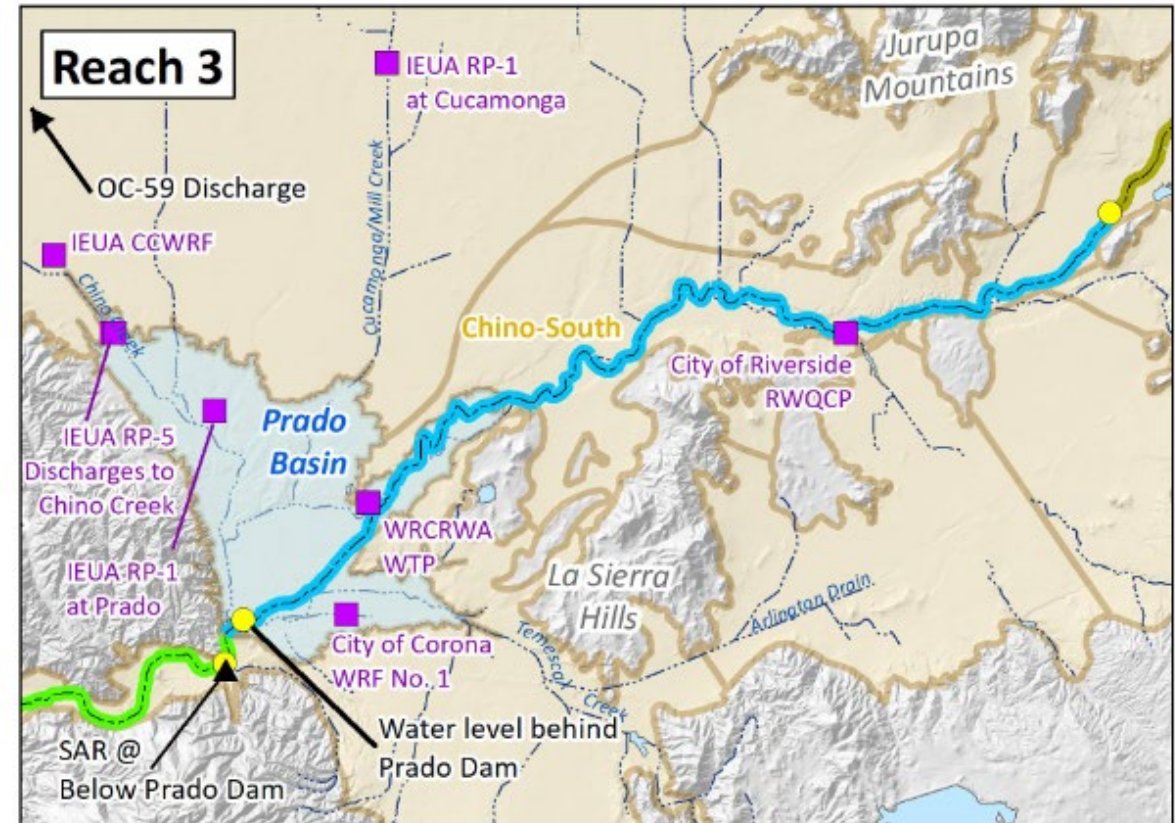 Reach 3
IEUA RP-1
at Cucamonga
Jurupa
Mountains
OC-59 Discharge
Cucamonga/Mill Creek
IEUA CCWRF
Chino Creek
Chino-South
City of Riverside
RWQCP
Prado
Basin
IEUA RP-5
Discharges to
Chino Creek
WRCRWA
WTP
IEUA RP-1
at Prado
La Sierra
Hills
Arlington Drain
City of Corona
WRF No. 1
Temescal Creek
Water level behind
Prado Dam
SAR @
Below Prado Dam